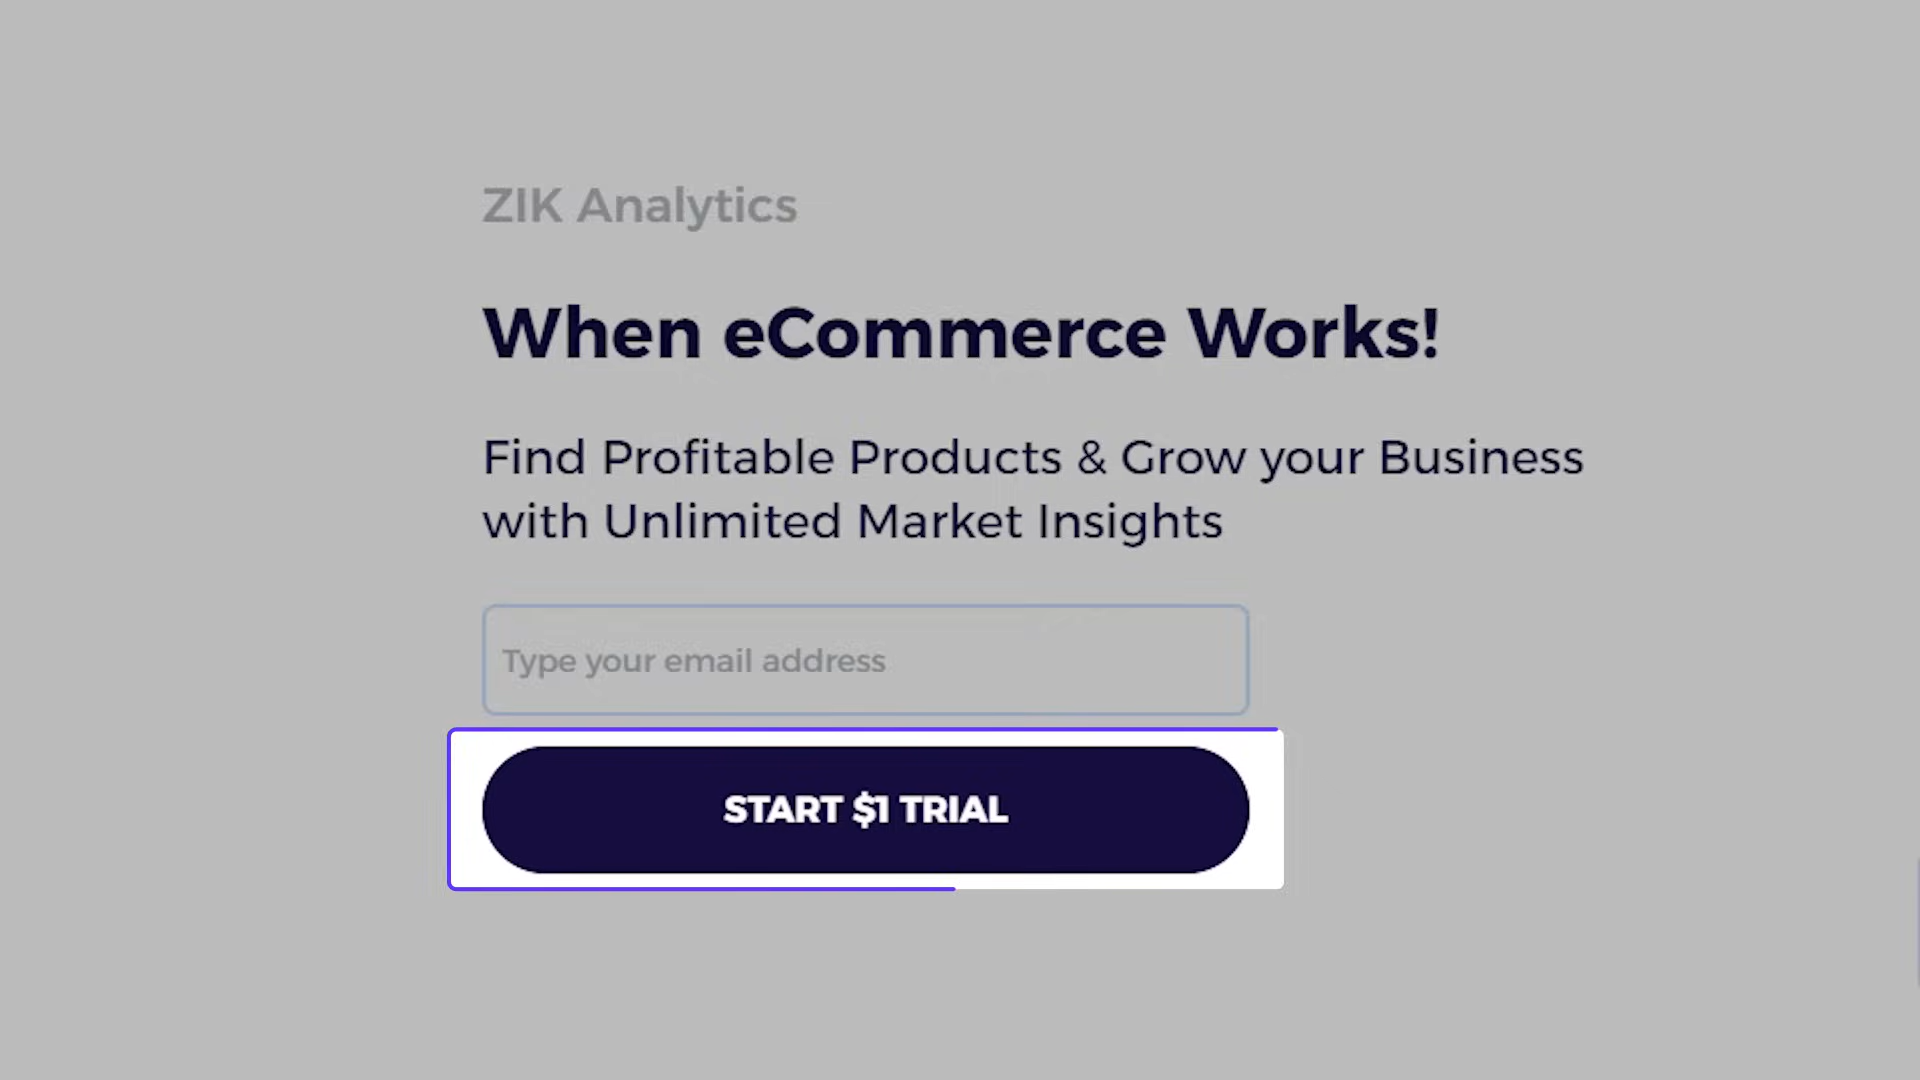 ZIK Analytics
When eCommerce Works!
Find Profitable Products & Grow your Business
with Unlimited Market Insights
Type your email address
START $1 TRIAL